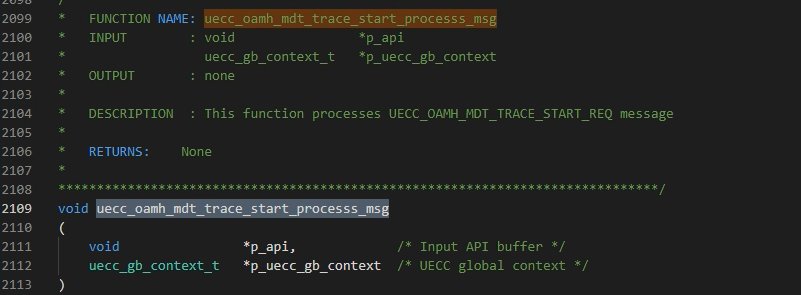 2098 /
2099 * FUNCTION NAME: uecc_oamh_mdt_trace_start_processs_msg
2100 * INPUT : void *p_api
2101 * uecc_gb_context_t *p_uecc_gb_context
2102 * OUTPUT : none
2103 *
2104 * DESCRIPTION : This function processes UECC_OAMH_MDT_TRACE_START_REQ message
2105 *
2106 * RETURNS: None
2107 *
2108 ******************************************************************************/
2109 void uecc_oamh_mdt_trace_start_processs_msg
2110 (
2111 void *p_api, /* Input API buffer */
2112 uecc_gb_context_t *p_uecc_gb_context /* UECC global context */
2113 )